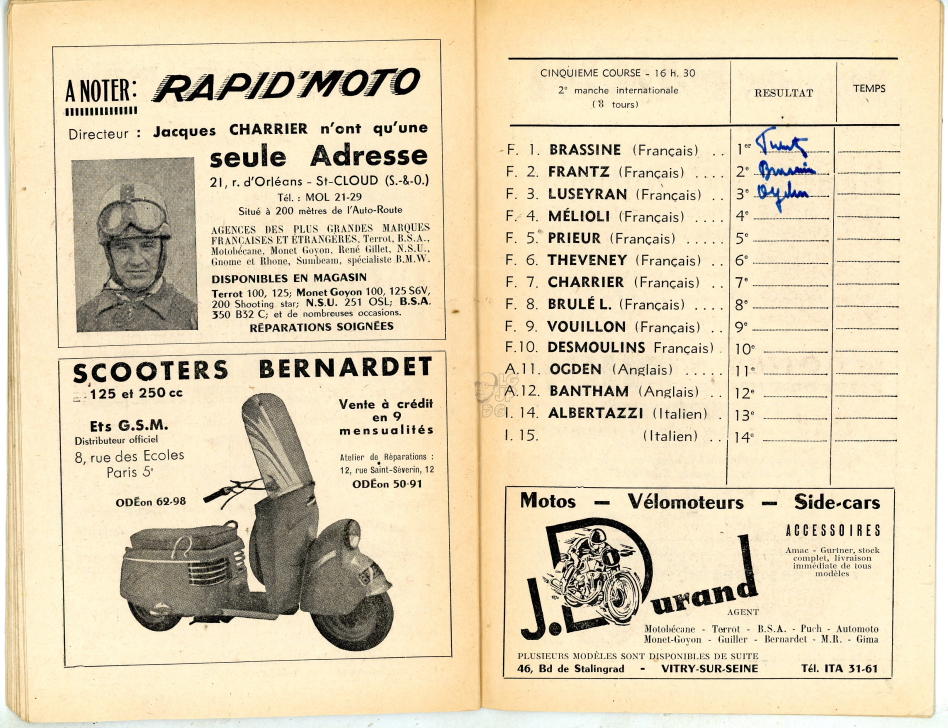 A NOTER: RAPID'MOTO
Directeur : Jacques CHARRIER n'ont qu'une
seule Adresse
21, r. d'Orléans - St-CLOUD (S.-&-O.)
Tél. : MOL 21-29
Situé à 200 mètres de l'Auto-Route
AGENCES DES PLUS GRANDES MARQUES
FRANÇAISES ET ÉTRANGÈRES, Terrot, B.S.A.,
Motobécane, Monet Goyon, René Gillet, N.S.U.,
Gnome et Rhone, Sumbeam, spécialiste B.M.W.
DISPONIBLES EN MAGASIN
Terrot 100, 125; Monet Goyon 100, 125 S6V,
200 Shooting star; N.S.U. 251 OSL; B.S.A.
350 B32 C; et de nombreuses occasions.
RÉPARATIONS SOIGNÉES
SCOOTERS BERNARDET
125 et 250 cc
Ets G.S.M.
Distributeur officiel
8, rue des Ecoles
Paris 5e
ODÉon 62-98
Vente à crédit
en 9
mensualités
Atelier de Réparations :
12, rue Saint-Séverin, 12
ODÉon 50-91
CINQUIEME COURSE - 16 H. 30
2e manche internationale
(8 tours)
RESULTAT
TEMPS
F. 1. BRASSINE (Français) . . 1er
F. 2. FRANTZ (Français) . . . . 2e
F. 3. LUSEYRAN (Français) . 3e Ogden
F. 4. MÉLIOLI (Français) . . . . 4e
F. 5. PRIEUR (Français) . . . . . 5e
F. 6. THEVENEY (Français) . . 6e
F. 7. CHARRIER (Français) . . 7e
F. 8. BRULÉ L. (Français) . . . 8e
F. 9. VOUILLON (Français) . . 9e
F.10. DESMOULINS Français) . 10e
A.11. OGDEN (Anglais) . . . . 11e
A.12. BANTHAM (Anglais) . . . 12e
I. 14. ALBERTAZZI (Italien) . . 13e
I. 15. (Italien) . . 14e
Motos — Vélomoteurs — Side-cars
ACCESSOIRES
Amac - Gurtner, stock
complet, livraison
immédiate de tous
modèles
J. Durand
AGENT
Motobécane - Terrot - B.S.A. - Puch - Automoto
Monet-Goyon - Guiller - Bernardet - M.R. - Gima
PLUSIEURS MODÈLES SONT DISPONIBLES DE SUITE
46, Bd de Stalingrad - VITRY-SUR-SEINE Tél. ITA 31-61